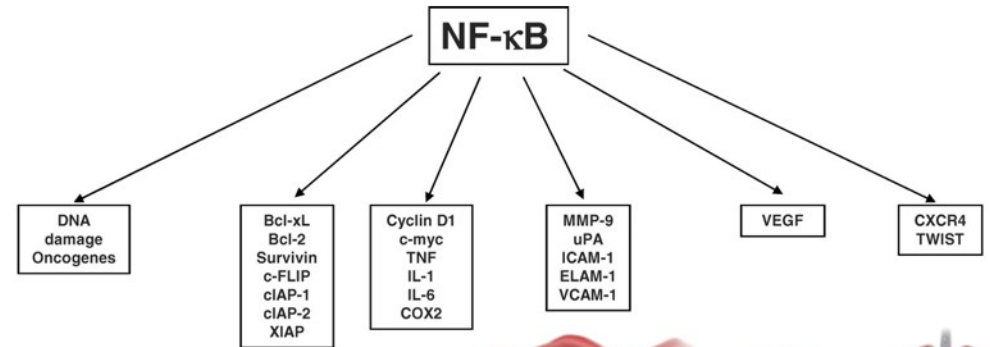 NF-κB
DNA
damage
Oncogenes
Bcl-xL
Bcl-2
Survivin
c-FLIP
cIAP-1
cIAP-2
XIAP
Cyclin D1
c-myc
TNF
IL-1
IL-6
COX2
MMP-9
uPA
ICAM-1
ELAM-1
VCAM-1
VEGF
CXCR4
TWIST